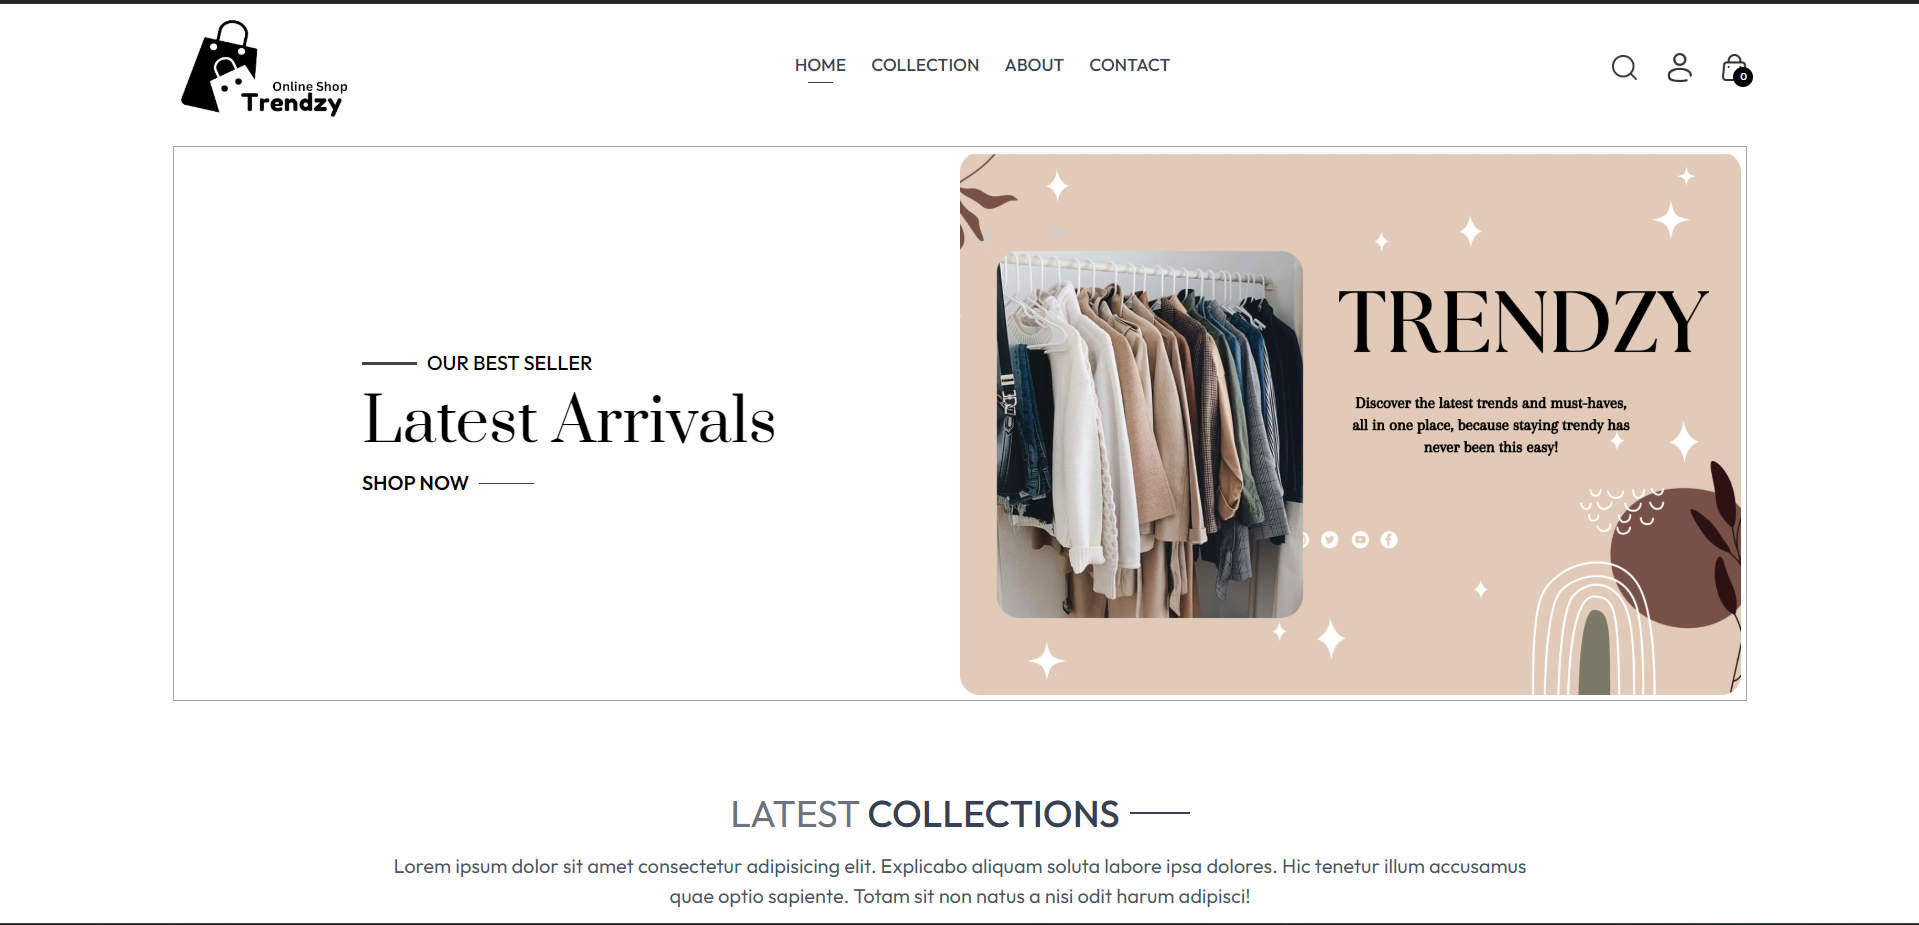 Online Shop
Trendzy
HOME COLLECTION ABOUT CONTACT
0
OUR BEST SELLER
Latest Arrivals
SHOP NOW
TRENDZY
Discover the latest trends and must-haves,
all in one place, because staying trendy has
never been this easy!
LATEST COLLECTIONS
Lorem ipsum dolor sit amet consectetur adipisicing elit. Explicabo aliquam soluta labore ipsa dolores. Hic tenetur illum accusamus
quae optio sapiente. Totam sit non natus a nisi odit harum adipisci!